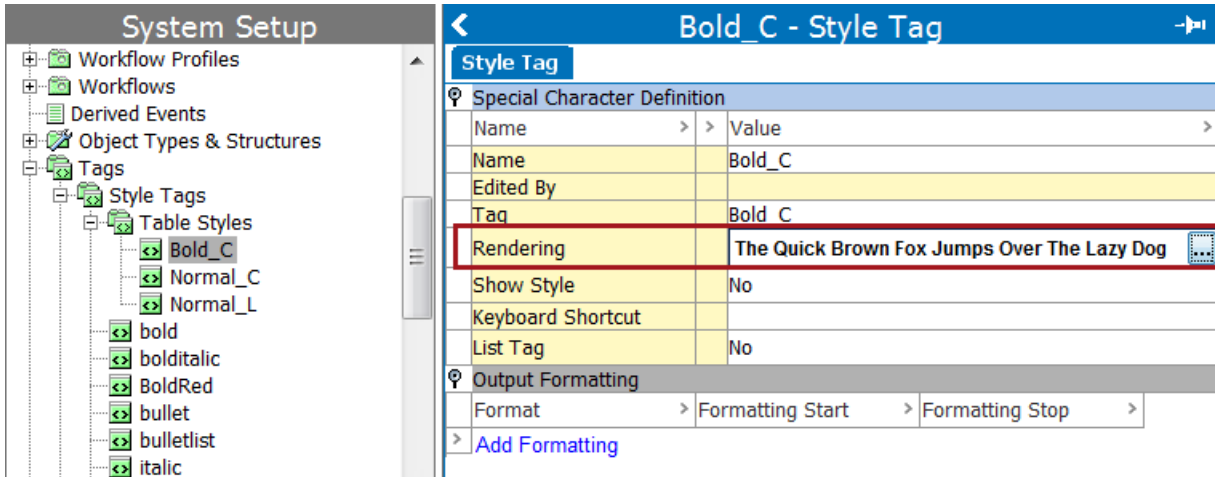 System Setup
Workflow Profiles
Workflows
Derived Events
Object Types & Structures
Tags
Style Tags
Table Styles
Bold_C
Normal_C
Normal_L
bold
bolditalic
BoldRed
bullet
bulletlist
italic
Bold_C - Style Tag
Style Tag
Special Character Definition
Name > > Value >
Name Bold_C
Edited By
Tag Bold_C
Rendering The Quick Brown Fox Jumps Over The Lazy Dog ...
Show Style No
Keyboard Shortcut
List Tag No
Output Formatting
Format > Formatting Start > Formatting Stop >
> Add Formatting